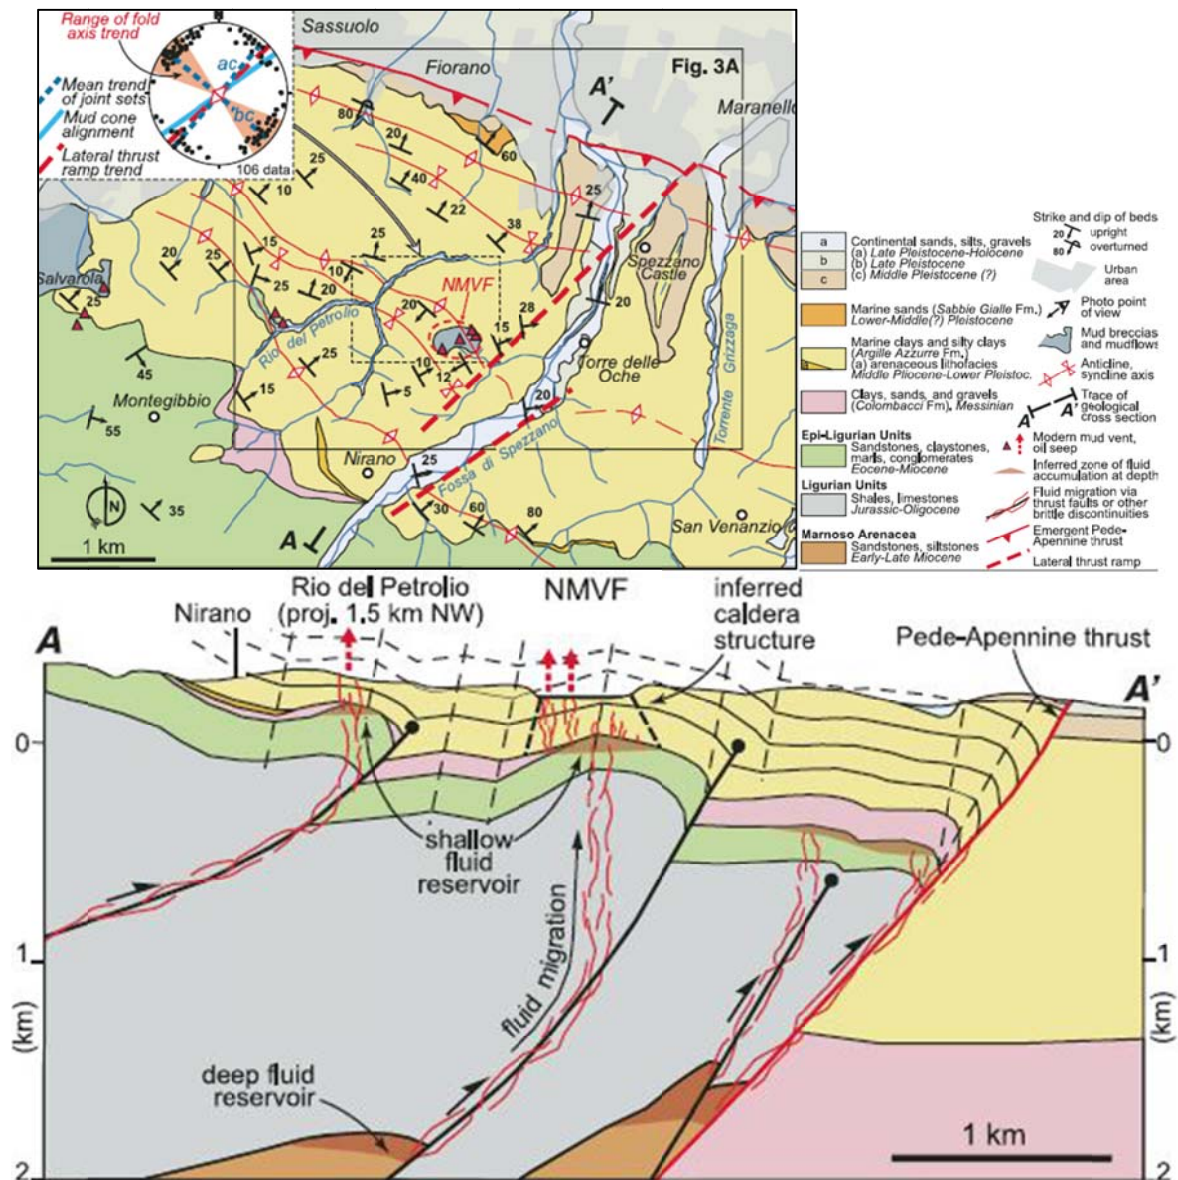 Range of fold
axis trend
N
ac
bc
Mean trend
of joint sets
Mud cone
alignment
Lateral thrust
ramp trend
106 data
Sassuolo
Fiorano
Fig. 3A
A'
Maranello
80
20
60
25
10
40
22
25
38
25
15
20
20
25
10
20
20
NMVF
Spezzano
Castle
Salvarola
25
Rio del Petrolio
28
15
20
25
10
12
5
15
Torre delle
Oche
Torrente Grizzaga
45
Montegibbio
55
20
Nirano
25
Fossa di Spezzano
N
35
30
60
80
San Venanzio
1 km
A
a
b
c
Continental sands, silts, gravels
(a) Late Pleistocene-Holocene
(b) Late Pleistocene
(c) Middle Pleistocene (?)
Marine sands (Sabbie Gialle Fm.)
Lower-Middle(?) Pleistocene
Marine clays and silty clays
(Argille Azzurre Fm.)
(a) arenaceous lithofacies
Middle Pliocene-Lower Pleistoc.
Clays, sands, and gravels
(Colombacci Fm), Messinian
Epi-Ligurian Units
Sandstones, claystones,
marls, conglomerates
Eocene-Miocene
Ligurian Units
Shales, limestones
Jurassic-Oligocene
Marnoso Arenacea
Sandstones, siltstones
Early-Late Miocene
Strike and dip of beds
20 upright
80 overturned
Urban
area
Photo point
of view
Mud breccias
and mudflows
Anticline,
syncline axis
A A'
Trace of
geological
cross section
Modern mud vent,
oil seep
Inferred zone of fluid
accumulation at depth
Fluid migration via
thrust faults or other
brittle discontinuities
Emergent Pede-
Apennine thrust
Lateral thrust ramp
A
Nirano
Rio del Petrolio
(proj. 1.5 km NW)
NMVF
inferred
caldera
structure
Pede-Apennine thrust
A'
0
0
shallow
fluid
reservoir
fluid migration
1
1
(km)
(km)
deep fluid
reservoir
1 km
2
2